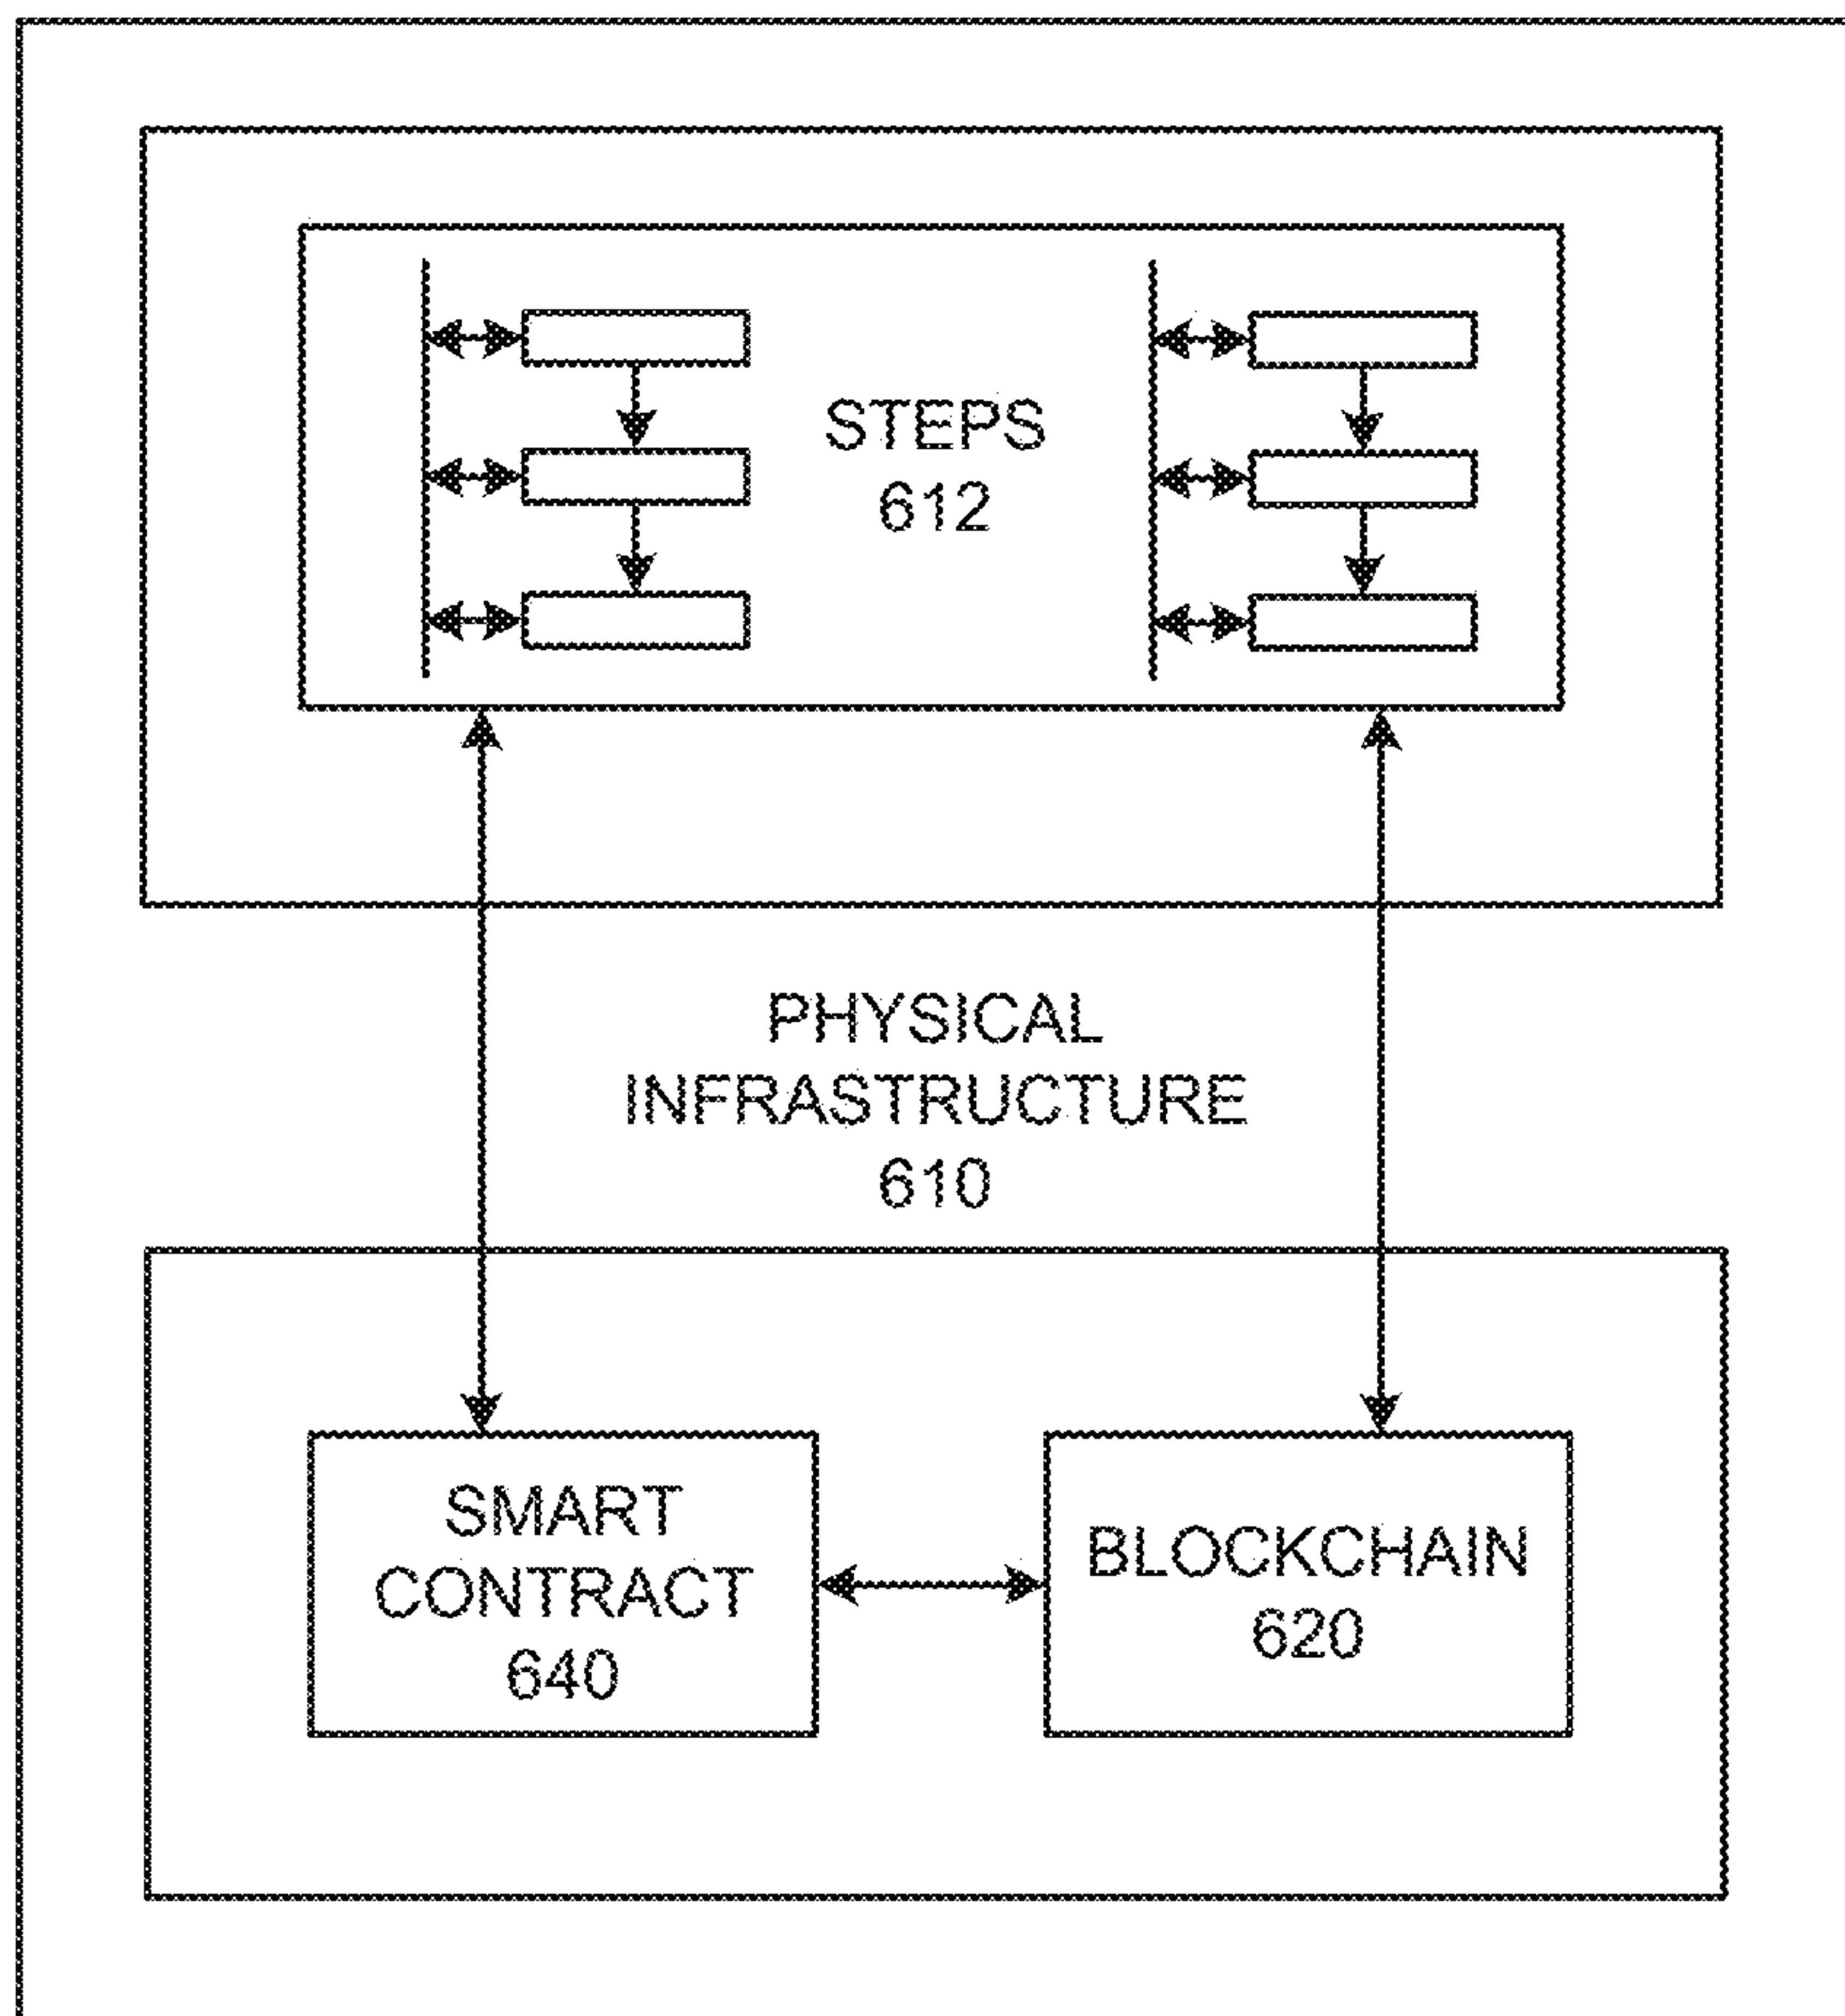 STEPS
612
PHYSICAL
INFRASTRUCTURE
610
SMART
CONTRACT
640
BLOCKCHAIN
620